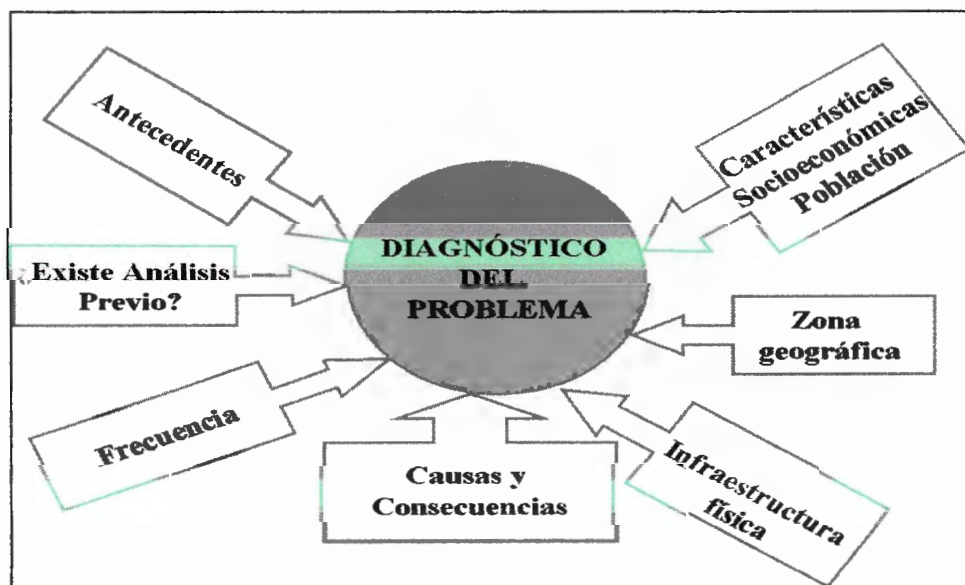 Antecedentes
Características
Socioeconómicas
Población
DIAGNÓSTICO
DEL
PROBLEMA
¿Existe Análisis
Previo?
Zona
geográfica
Frecuencia
Causas y
Consecuencias
Infraestructura
física